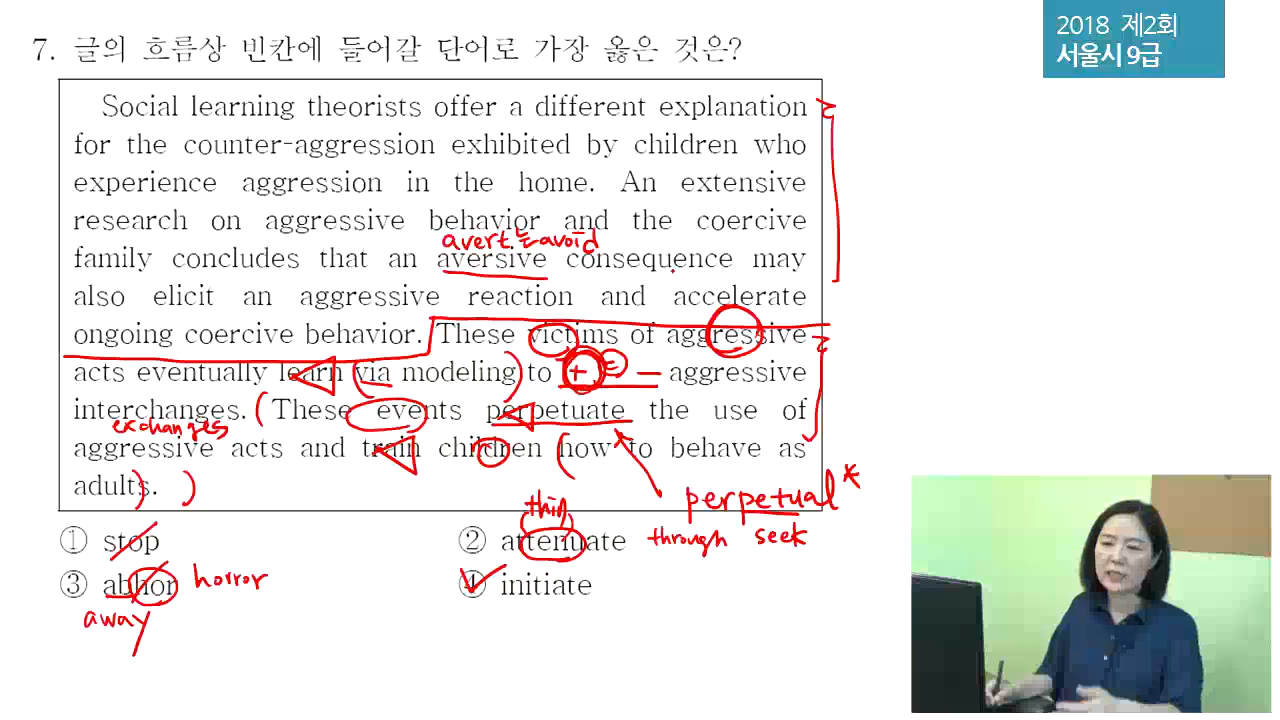 2018 제2회
서울시 9급
7. 글의 흐름상 빈칸에 들어갈 단어로 가장 옳은 것은?
Social learning theorists offer a different explanation
for the counter-aggression exhibited by children who
experience aggression in the home. An extensive
research on aggressive behavior and the coercive
avert avoid
family concludes that an aversive consequence may
also elicit an aggressive reaction and accelerate
ongoing coercive behavior. These victims of aggressive
acts eventually learn via modeling to + aggressive
interchanges. (These events perpetuate the use of
exchanges
aggressive acts and train children how to behave as
adults.
perpetual
through seek
thin
① stop
② attenuate
③ abhor horror
④ initiate
away